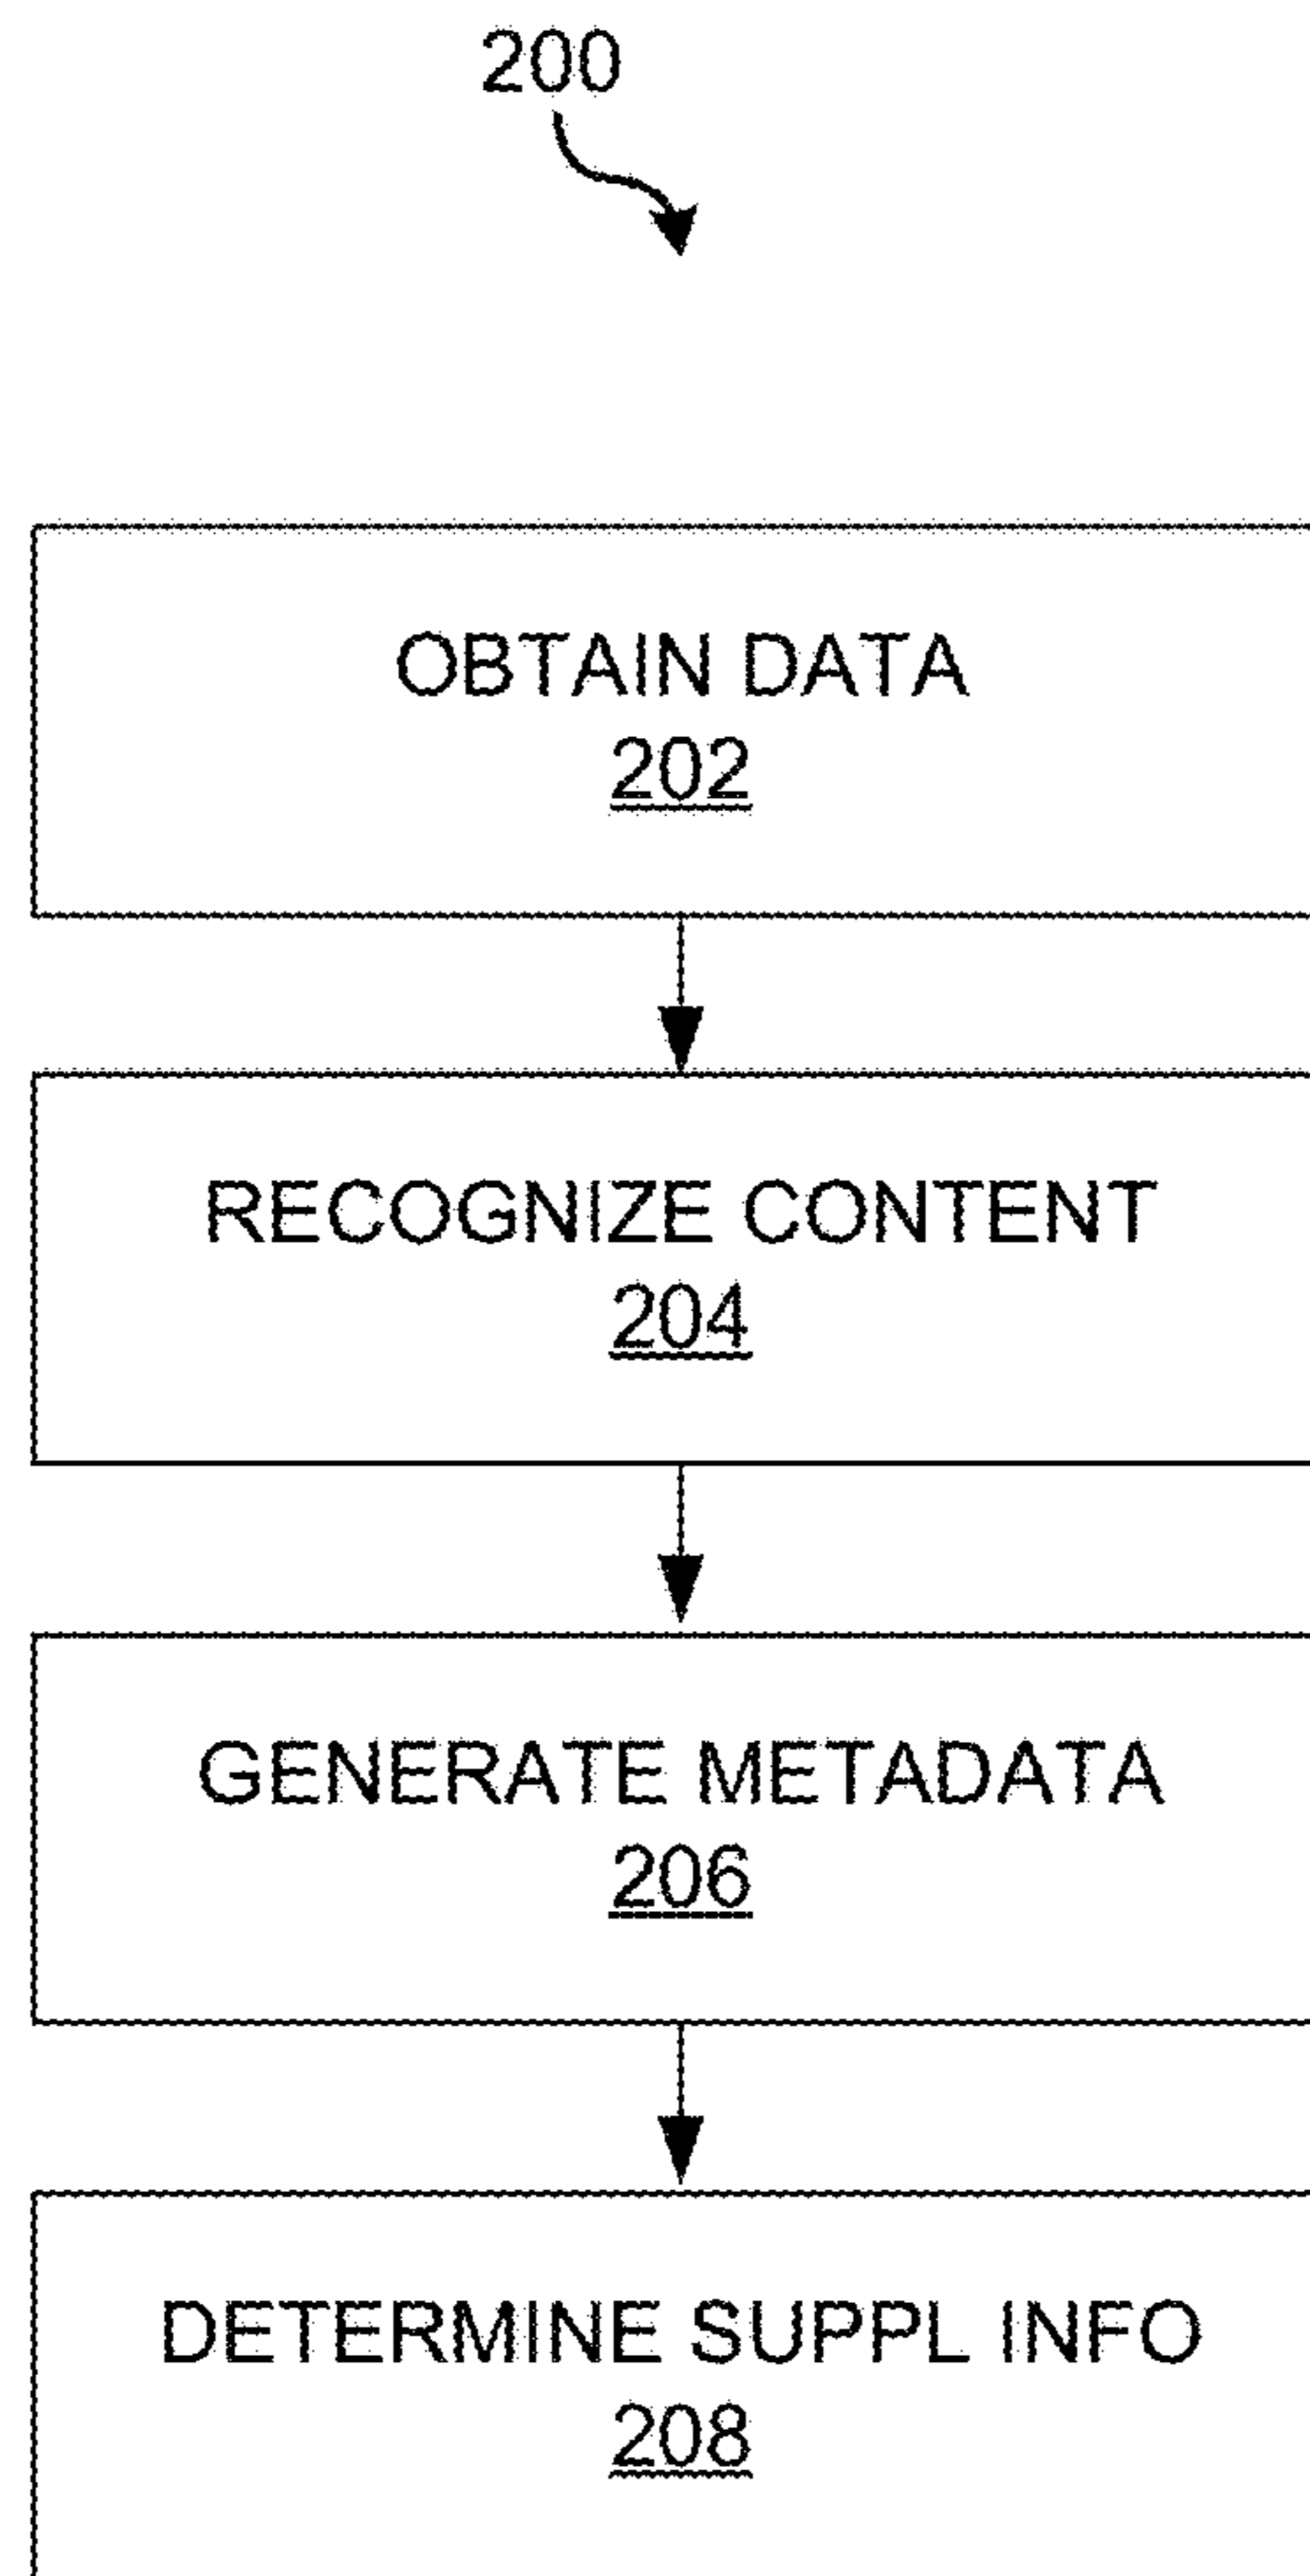 200
OBTAIN DATA
202
RECOGNIZE CONTENT
204
GENERATE METADATA
206
DETERMINE SUPPL INFO
208